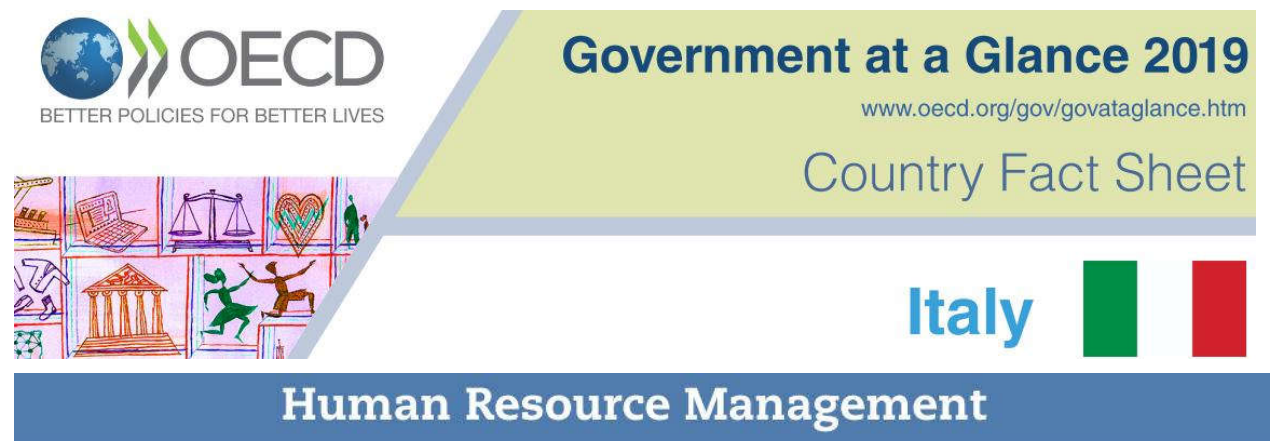 OECD
BETTER POLICIES FOR BETTER LIVES
Government at a Glance 2019
www.oecd.org/gov/govataglance.htm
Country Fact Sheet
Italy
Human Resource Management